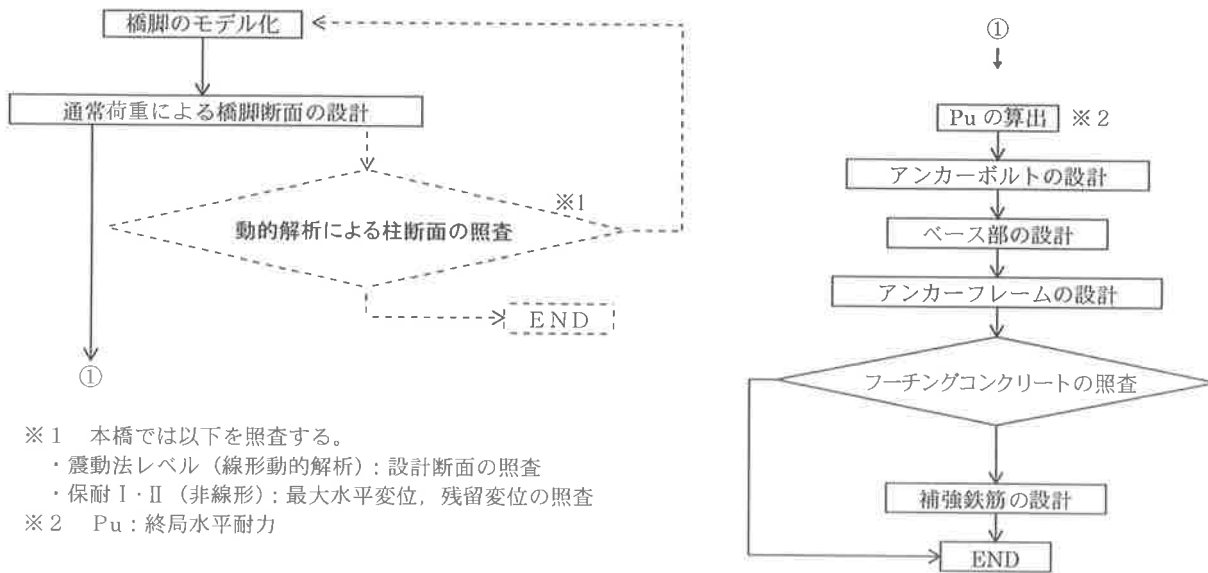 橋脚のモデル化
通常荷重による橋脚断面の設計
※1
動的解析による柱断面の照査
END
①
※1 本橋では以下を照査する。
・震動法レベル(線形動的解析):設計断面の照査
・保耐Ⅰ・Ⅱ(非線形):最大水平変位,残留変位の照査
※2 Pu:終局水平耐力
①
Puの算出 ※2
アンカーボルトの設計
ベース部の設計
アンカーフレームの設計
フーチングコンクリートの照査
補強鉄筋の設計
END